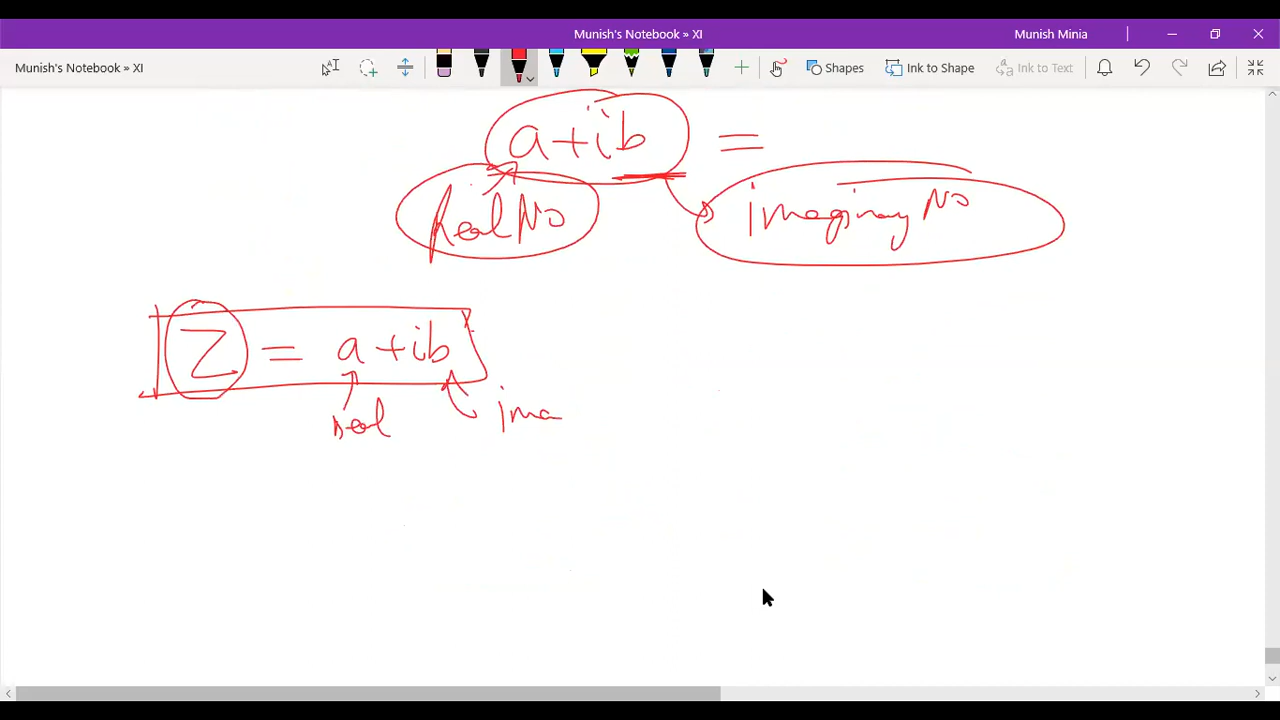 Munish's Notebook » XI
Munish Minia
Munish's Notebook » XI
Shapes
Ink to Shape
Ink to Text
a+ib =
Real No
imaginary No
Z = a+ib
real
ima